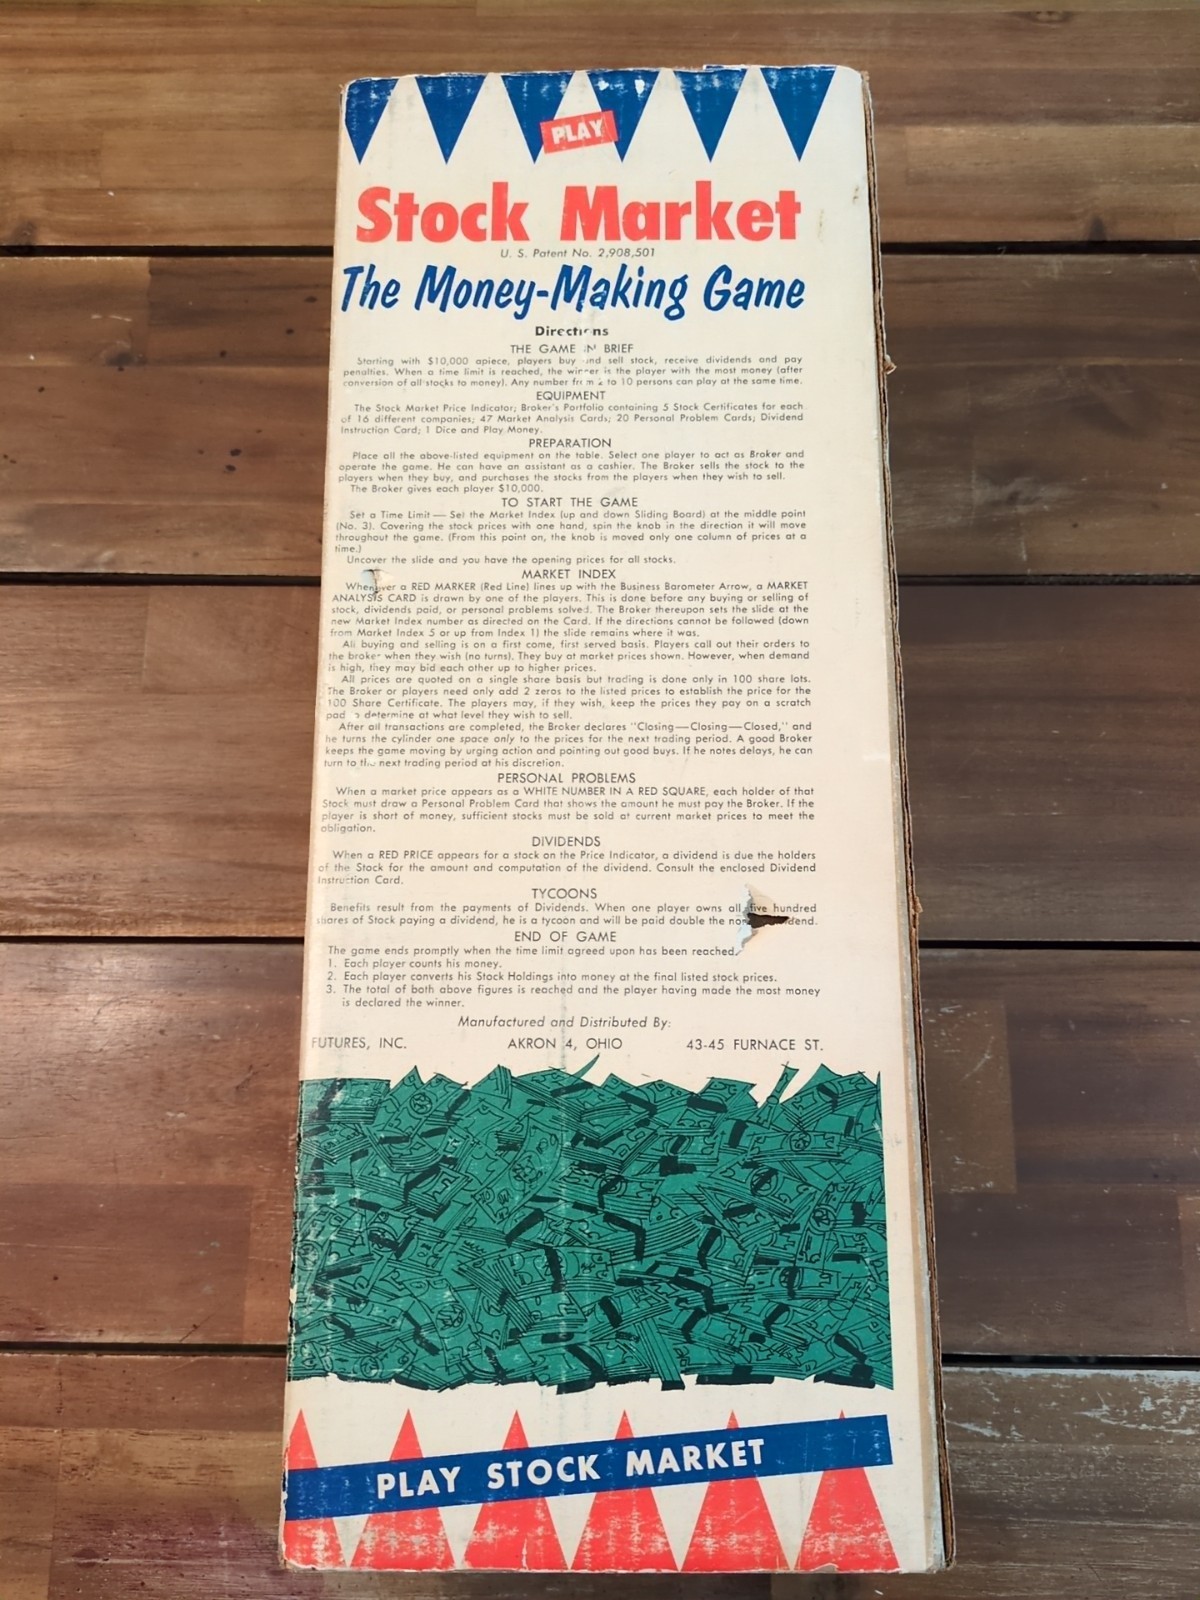 PLAY
Stock Market
U. S. Patent No. 2,908,501
The Money-Making Game
Directions
THE GAME IN BRIEF
Starting with $10,000 apiece, players buy and sell stock, receive dividends and pay
penalties. When a time limit is reached, the winner is the player with the most money (after
conversion of all stocks to money). Any number from 2 to 10 persons can play at the same time.
EQUIPMENT
The Stock Market Price Indicator; Broker's Portfolio containing 5 Stock Certificates for each
of 16 different companies; 47 Market Analysis Cards; 20 Personal Problem Cards; Dividend
Instruction Card; 1 Dice and Play Money.
PREPARATION
Place all the above-listed equipment on the table. Select one player to act as Broker and
operate the game. He can have an assistant as a cashier. The Broker sells the stock to the
players when they buy, and purchases the stocks from the players when they wish to sell.
The Broker gives each player $10,000.
TO START THE GAME
Set a Time Limit — Set the Market Index (up and down Sliding Board) at the middle point
(No. 3). Covering the stock prices with one hand, spin the knob in the direction it will move
throughout the game. (From this point on, the knob is moved only one column of prices at a
time.)
Uncover the slide and you have the opening prices for all stocks.
MARKET INDEX
Whenever a RED MARKER (Red Line) lines up with the Business Barometer Arrow, a MARKET
ANALYSIS CARD is drawn by one of the players. This is done before any buying or selling of
stock, dividends paid, or personal problems solved. The Broker thereupon sets the slide at the
new Market Index number as directed on the Card. If the directions cannot be followed (down
from Market Index 5 or up from Index 1) the slide remains where it was.
All buying and selling is on a first come, first served basis. Players call out their orders to
the broker when they wish (no turns). They buy at market prices shown. However, when demand
is high, they may bid each other up to higher prices.
All prices are quoted on a single share basis but trading is done only in 100 share lots.
The Broker or players need only add 2 zeros to the listed prices to establish the price for the
100 Share Certificate. The players may, if they wish, keep the prices they pay on a scratch
pad to determine at what level they wish to sell.
After all transactions are completed, the Broker declares "Closing—Closing—Closed," and
he turns the cylinder one space only to the prices for the next trading period. A good Broker
keeps the game moving by urging action and pointing out good buys. If he notes delays, he can
turn to the next trading period at his discretion.
PERSONAL PROBLEMS
When a market price appears as a WHITE NUMBER IN A RED SQUARE, each holder of that
Stock must draw a Personal Problem Card that shows the amount he must pay the Broker. If the
player is short of money, sufficient stocks must be sold at current market prices to meet the
obligation.
DIVIDENDS
When a RED PRICE appears for a stock on the Price Indicator, a dividend is due the holders
of the Stock for the amount and computation of the dividend. Consult the enclosed Dividend
Instruction Card.
TYCOONS
Benefits result from the payments of Dividends. When one player owns all five hundred
shares of Stock paying a dividend, he is a tycoon and will be paid double the
END OF GAME
The game ends promptly when the time limit agreed upon has been reached.
1. Each player counts his money.
2. Each player converts his Stock Holdings into money at the final listed stock prices.
3. The total of both above figures is reached and the player having made the most money
is declared the winner.
Manufactured and Distributed By:
FUTURES, INC. AKRON 4, OHIO 43-45 FURNACE ST.
PLAY STOCK MARKET